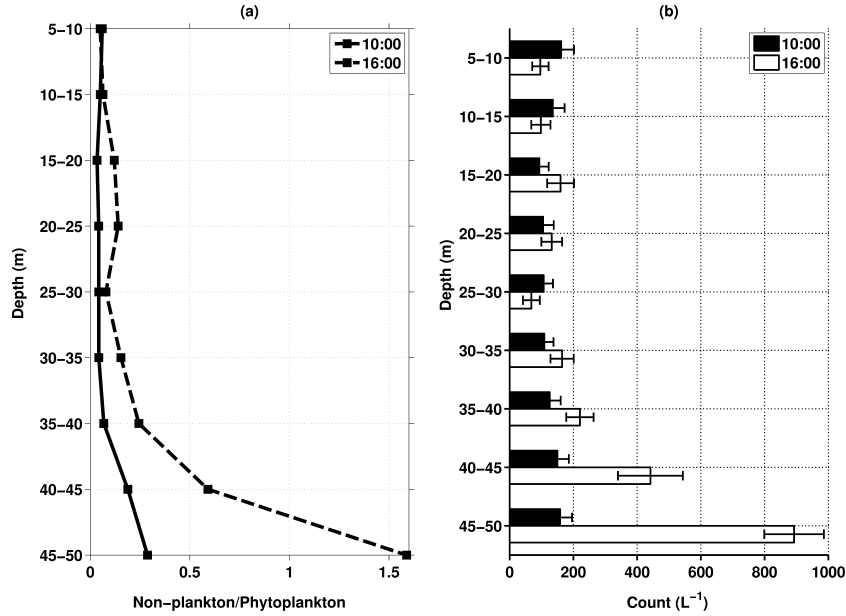 (a)
10:00
16:00
5−10
10−15
15−20
20−25
25−30
30−35
35−40
40−45
45−50
Depth (m)
0 0.5 1 1.5
Non−plankton/Phytoplankton
(b)
10:00
16:00
5−10
10−15
15−20
20−25
25−30
30−35
35−40
40−45
45−50
Depth (m)
0 200 400 600 800 1000
Count (L⁻¹)